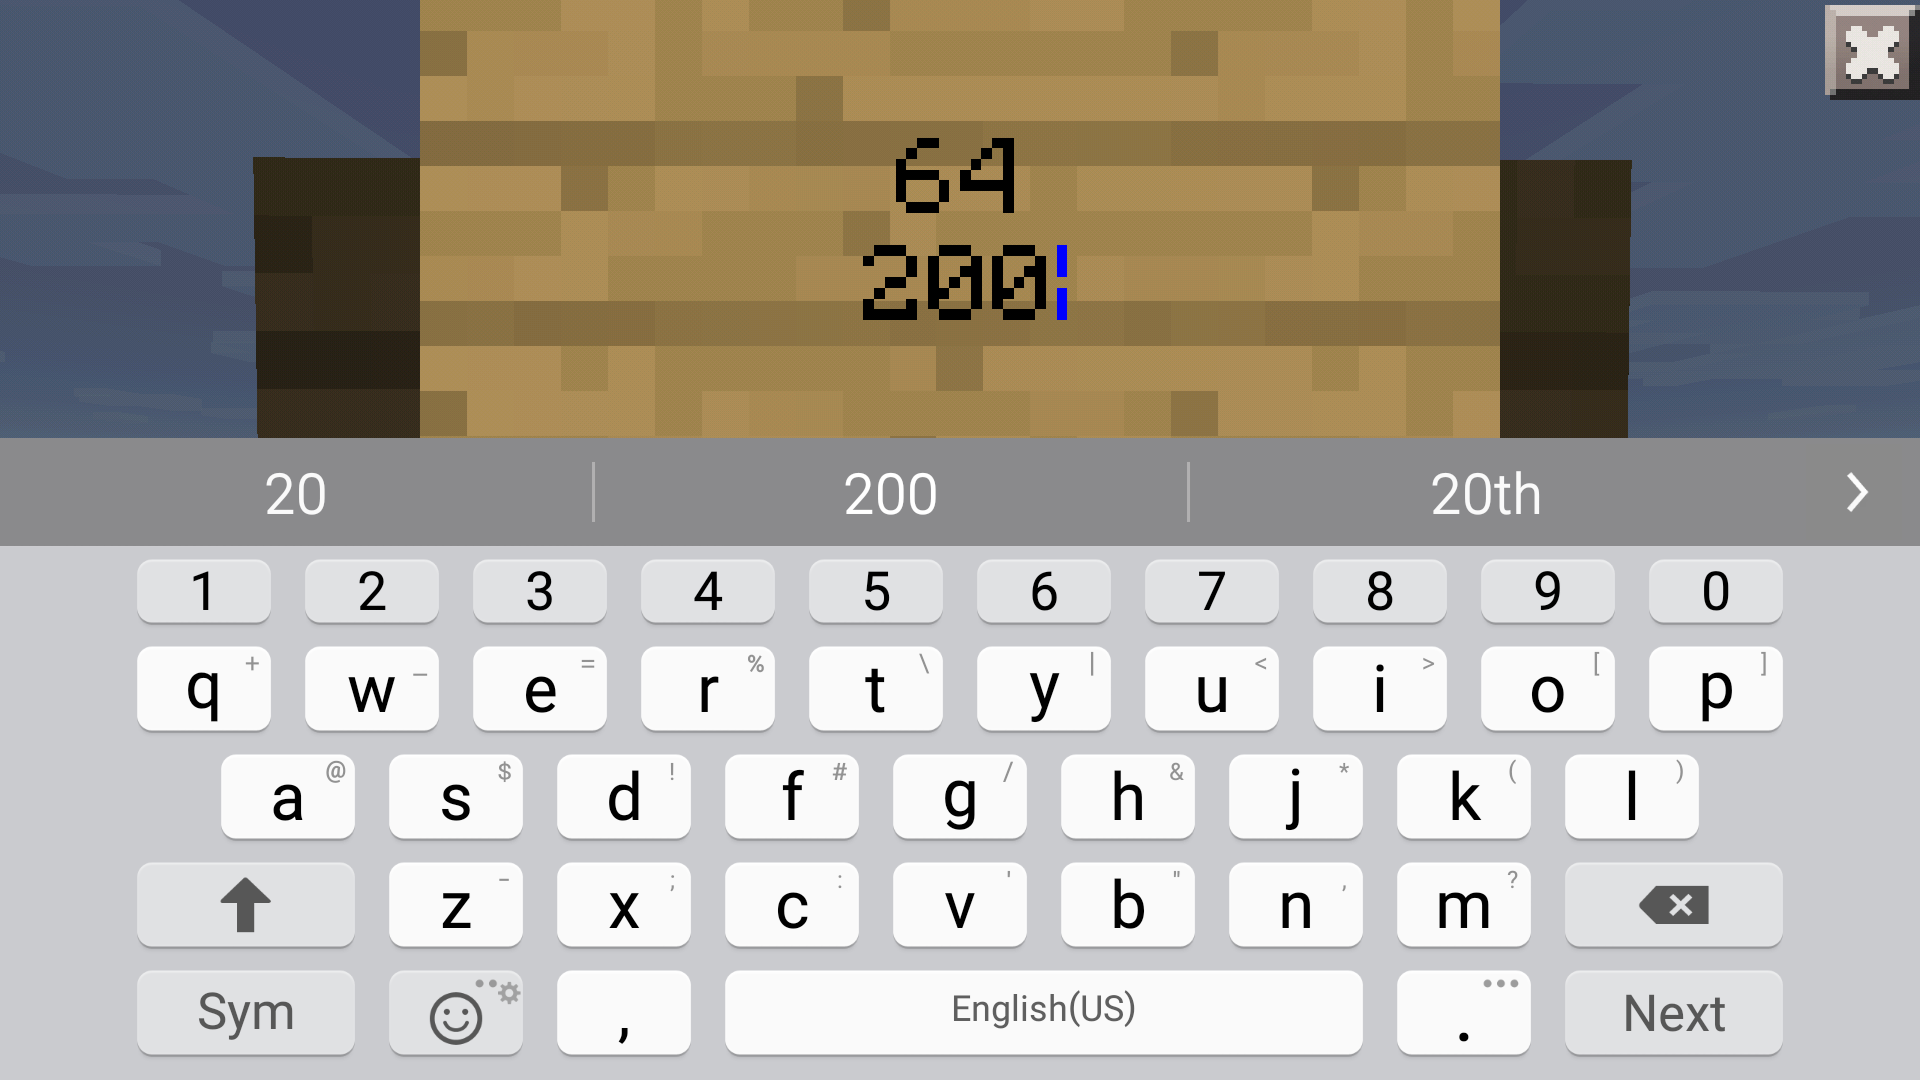 64
200
20 200 20th
1 2 3 4 5 6 7 8 9 0
q + w _ e = r % t \ y | u < i > o [ p ]
a @ s $ d ! f # g / h & j * k ( l )
z - x ; c : v ' b " n , m ?
Sym , English(US) . Next